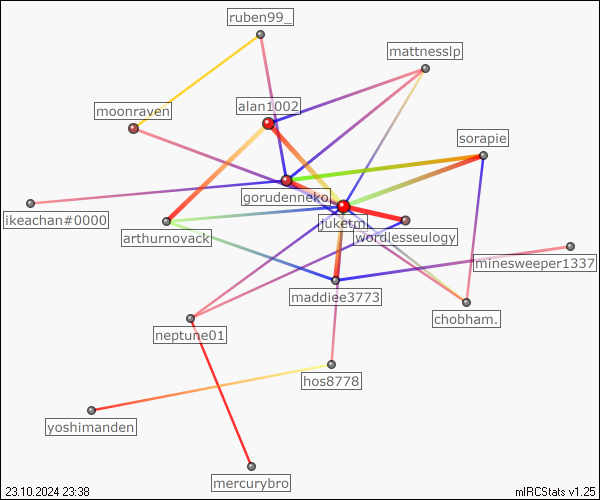 ruben99_
mattnesslp
alan1002
moonraven
sorapie
gorudenneko
ikeachan#0000
juketm
arthurnovack
wordlesseulogy
minesweeper1337
maddiee3773
chobham.
neptune01
hos8778
yoshimanden
mercurybro
23.10.2024 23:38
mIRCStats v1.25